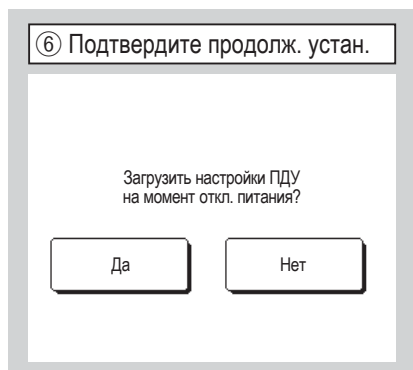 ⑥ Подтвердите продолж. устан.
Загрузить настройки ПДУ
на момент откл. питания?
Да
Нет